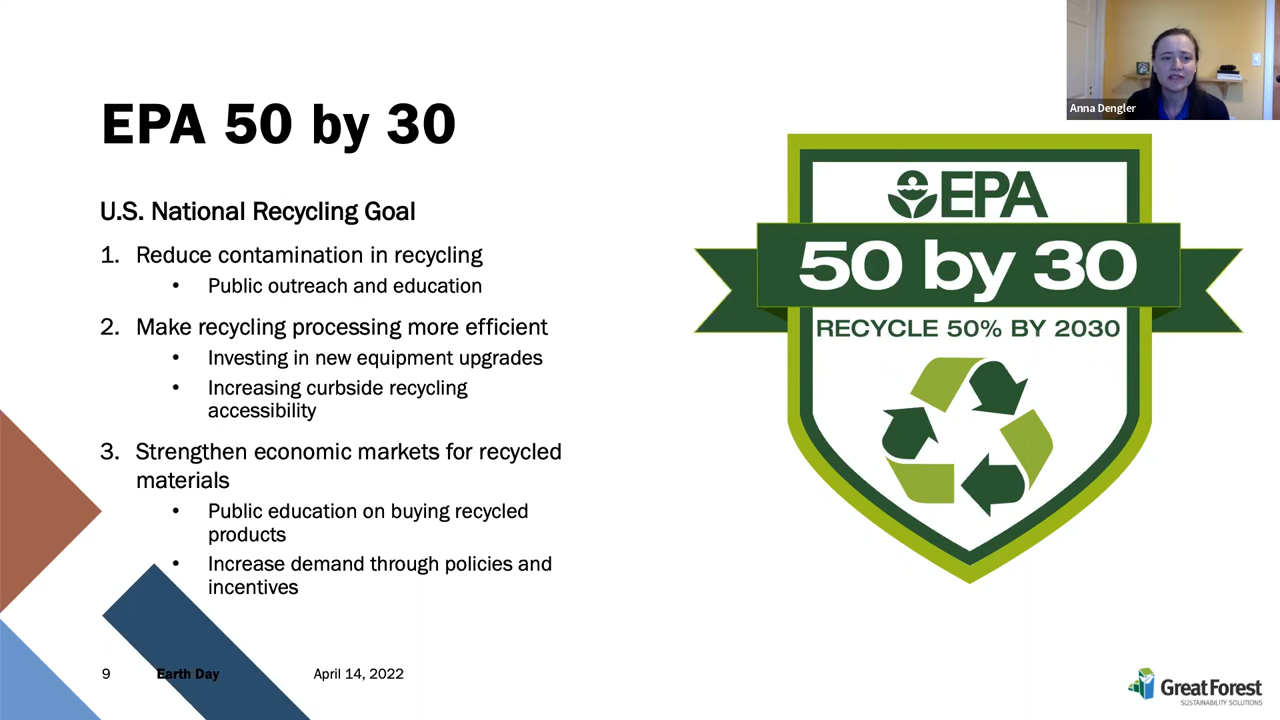 EPA 50 by 30
U.S. National Recycling Goal
1. Reduce contamination in recycling
• Public outreach and education
2. Make recycling processing more efficient
• Investing in new equipment upgrades
• Increasing curbside recycling
accessibility
3. Strengthen economic markets for recycled
materials
• Public education on buying recycled
products
• Increase demand through policies and
incentives
9 Earth Day April 14, 2022
Anna Dengler
EPA
50 by 30
RECYCLE 50% BY 2030
GreatForest
SUSTAINABILITY SOLUTIONS